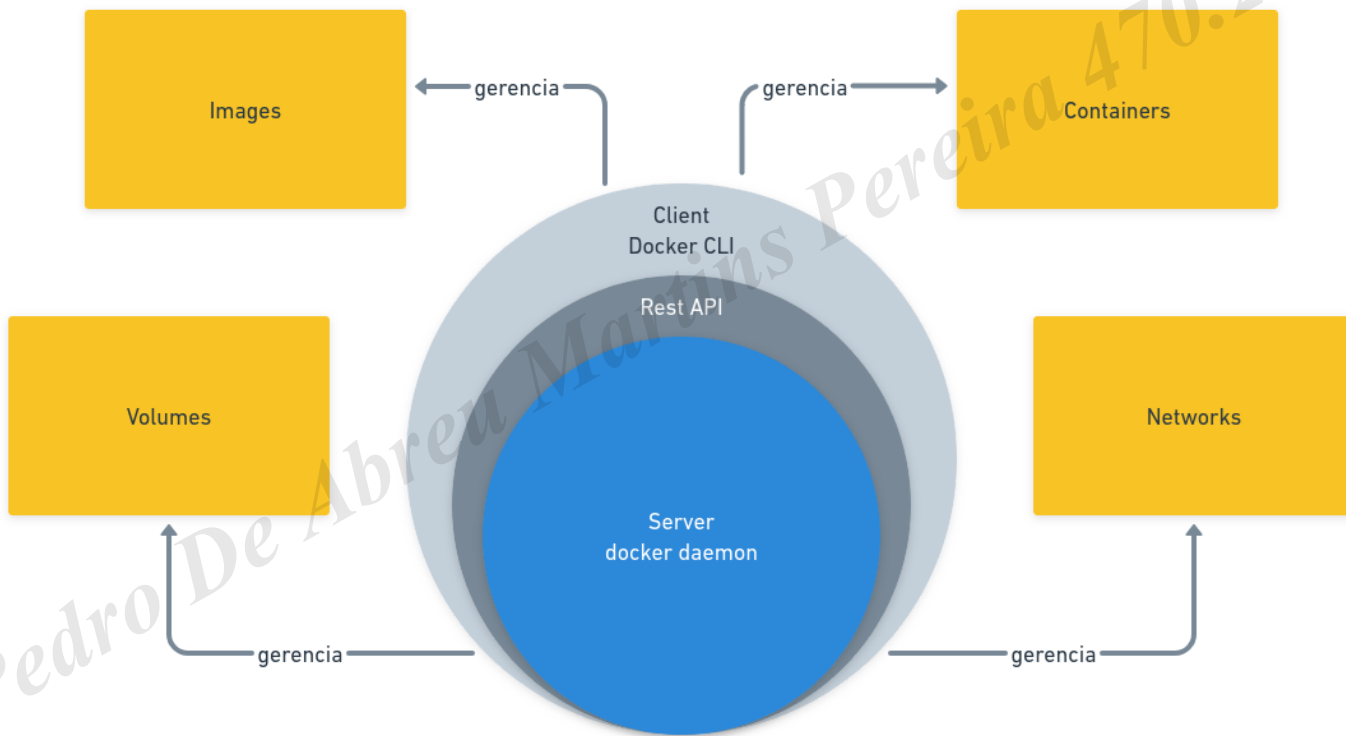 Images
gerencia
gerencia
Containers
Client
Docker CLI
Rest API
Volumes
Networks
Server
docker daemon
gerencia
gerencia
Pedro De Abreu Martins Pereira 470.